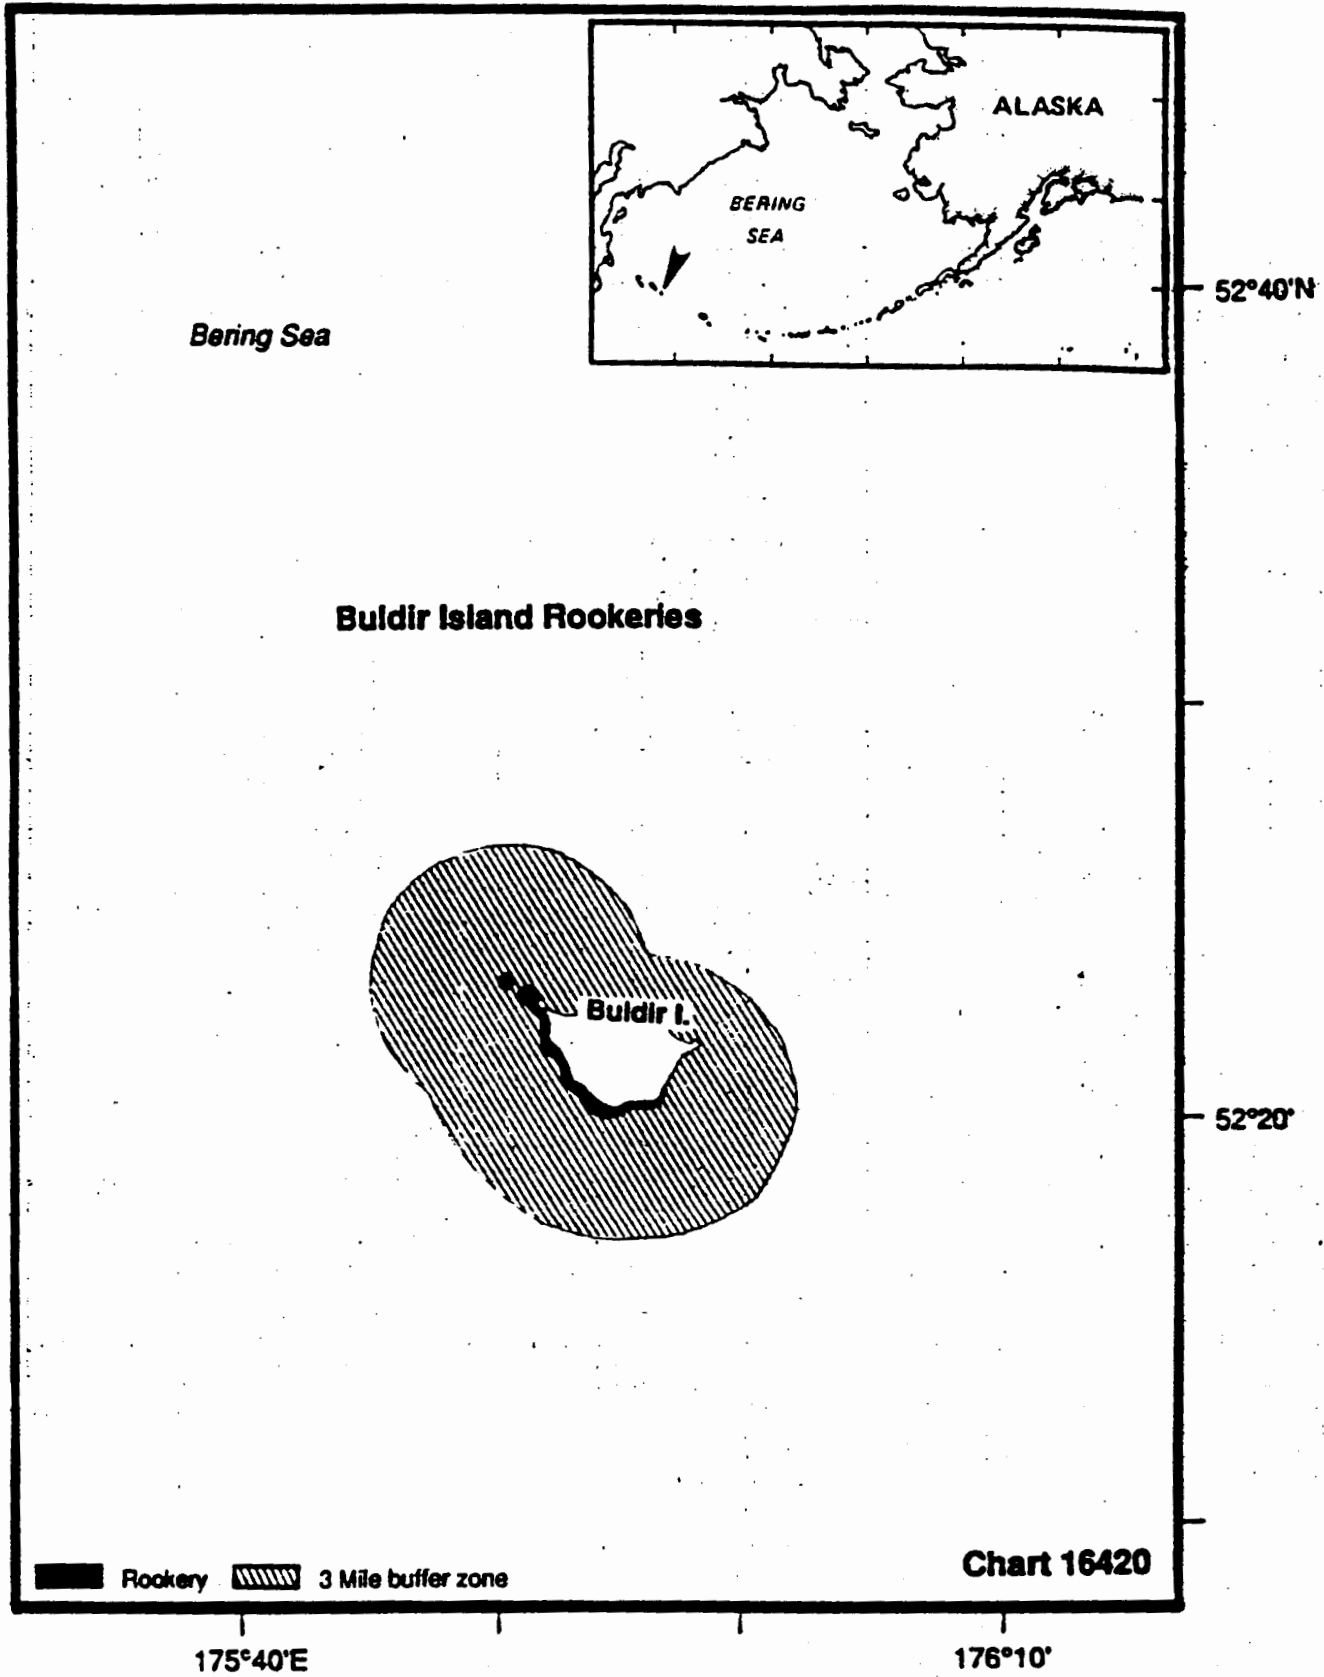 ALASKA
BERING
SEA
52°40'N
Bering Sea
Buldir Island Rookeries
Buldir I.
52°20'
Chart 16420
Rookery 3 Mile buffer zone
175°40'E 176°10'